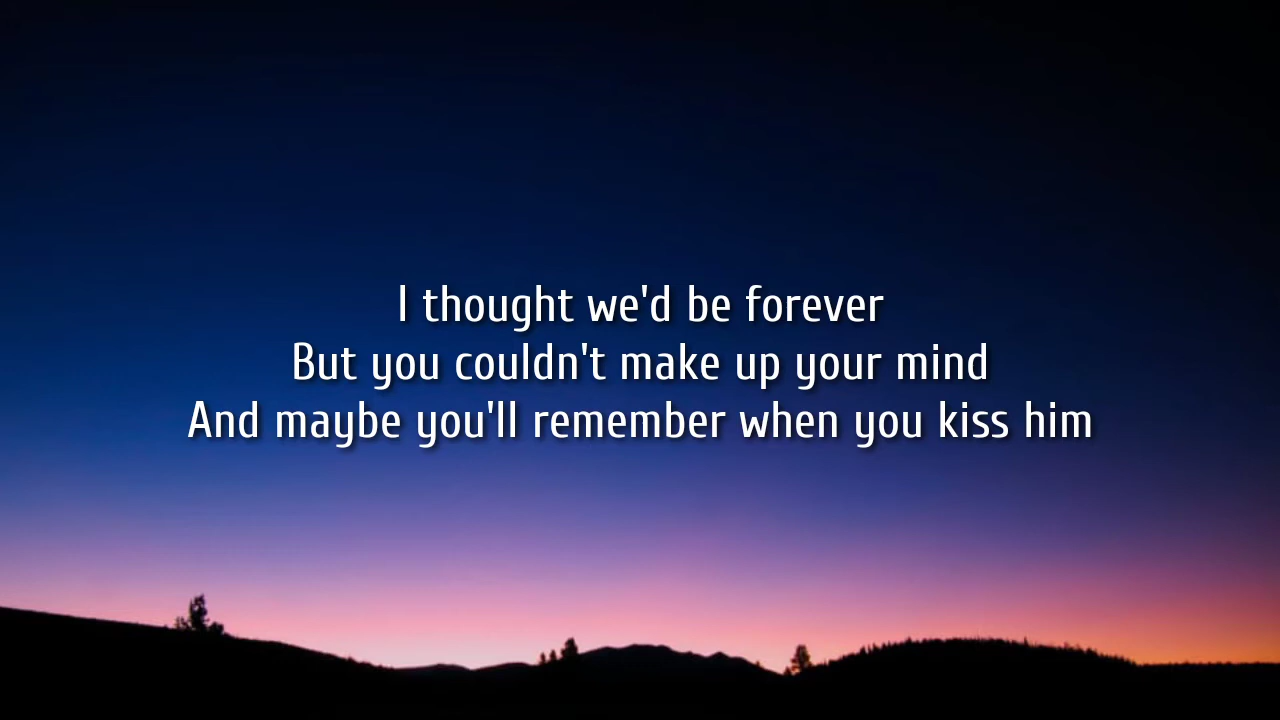 I thought we'd be forever
But you couldn't make up your mind
And maybe you'll remember when you kiss him